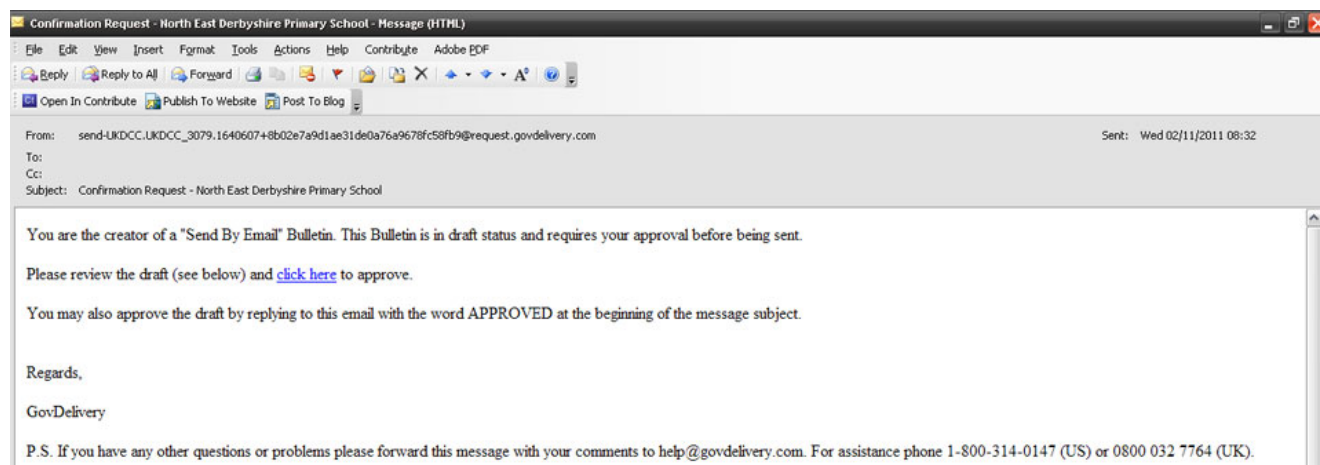 Confirmation Request - North East Derbyshire Primary School - Message (HTML)
File Edit View Insert Format Tools Actions Help Contribute Adobe PDF
Reply Reply to All Forward
Open In Contribute Publish To Website Post To Blog
From: send-UKDCC.UKDCC_3079.1640607+8b02e7a9d1ae31de0a76a9678fc58fb9@request.govdelivery.com Sent: Wed 02/11/2011 08:32
To:
Cc:
Subject: Confirmation Request - North East Derbyshire Primary School
You are the creator of a "Send By Email" Bulletin. This Bulletin is in draft status and requires your approval before being sent.
Please review the draft (see below) and click here to approve.
You may also approve the draft by replying to this email with the word APPROVED at the beginning of the message subject.
Regards,
GovDelivery
P.S. If you have any other questions or problems please forward this message with your comments to help@govdelivery.com. For assistance phone 1-800-314-0147 (US) or 0800 032 7764 (UK).